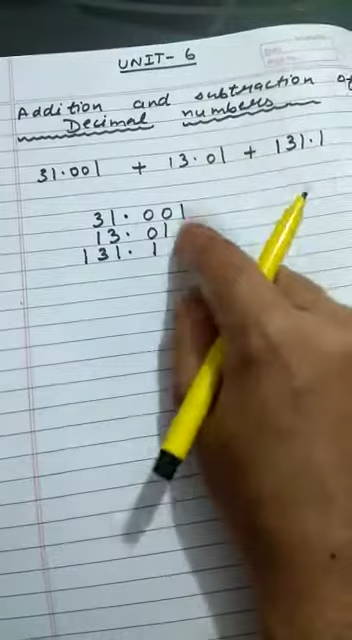 UNIT- 6
Addition and subtraction of
Decimal numbers
31.001 + 13.01 + 131.1
31. 001
13. 01
131. 1